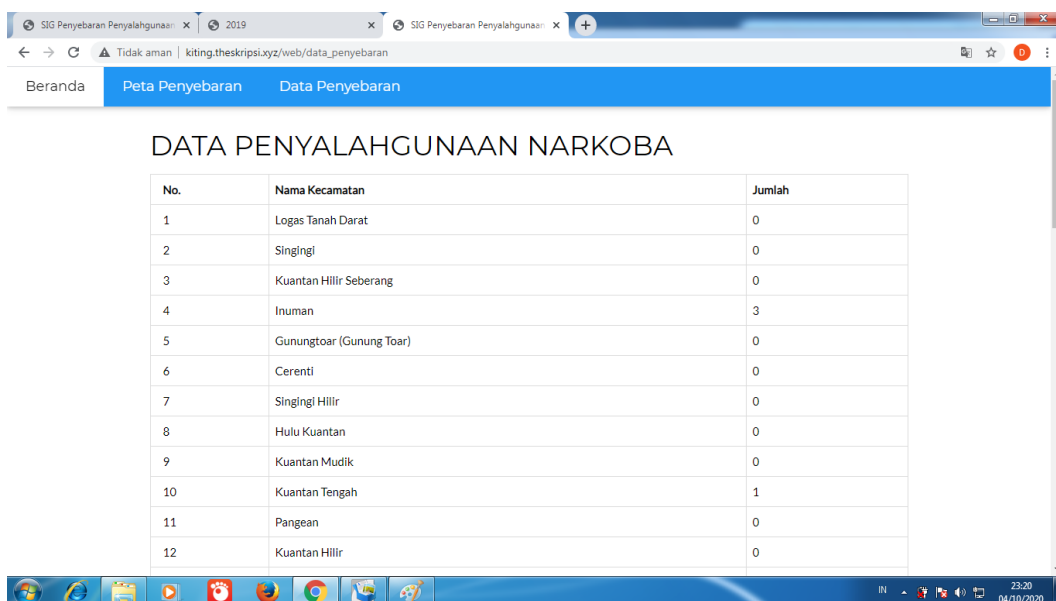 SIG Penyebaran Penyalahgunaan
2019
SIG Penyebaran Penyalahgunaan
Tidak aman | kiting.theskripsi.xyz/web/data_penyebaran
D
Beranda Peta Penyebaran Data Penyebaran
DATA PENYALAHGUNAAN NARKOBA
No. Nama Kecamatan Jumlah
1 Logas Tanah Darat 0
2 Singingi 0
3 Kuantan Hilir Seberang 0
4 Inuman 3
5 Gunungtoar (Gunung Toar) 0
6 Cerenti 0
7 Singingi Hilir 0
8 Hulu Kuantan 0
9 Kuantan Mudik 0
10 Kuantan Tengah 1
11 Pangean 0
12 Kuantan Hilir 0
IN 23:20
04/10/2020